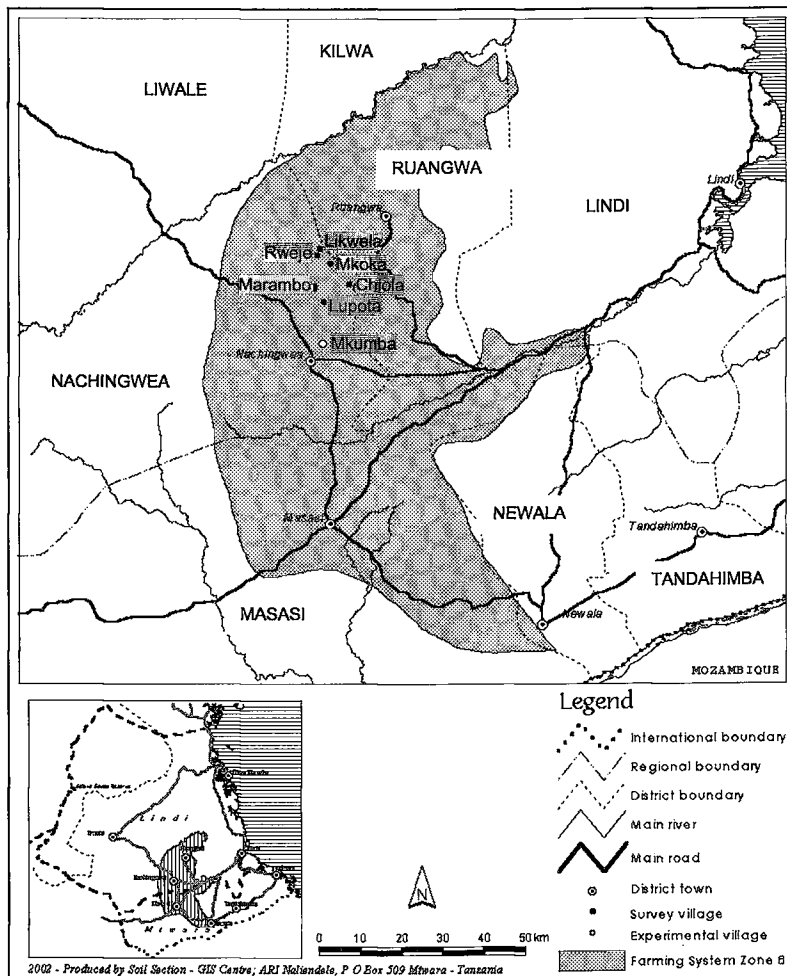 KILWA
LIWALE
RUANGWA
LINDI
Lindi
Ruangwa
Likwela
Rweje
Mkoka
Marambo
Chijola
Lupota
Mkumba
Nachingwea
NACHINGWEA
Masasi
NEWALA
Tandahimba
TANDAHIMBA
MASASI
Newala
MOZAMBIQUE
Legend
International boundary
Regional boundary
District boundary
Main river
Main road
District town
Survey village
Experimental village
Farming System Zone 6
Lindi
N
0 10 20 30 40 50 km
2002 - Produced by Soil Section - GIS Centre; ARI Naliendele, P O Box 509 Mtwara - Tanzania